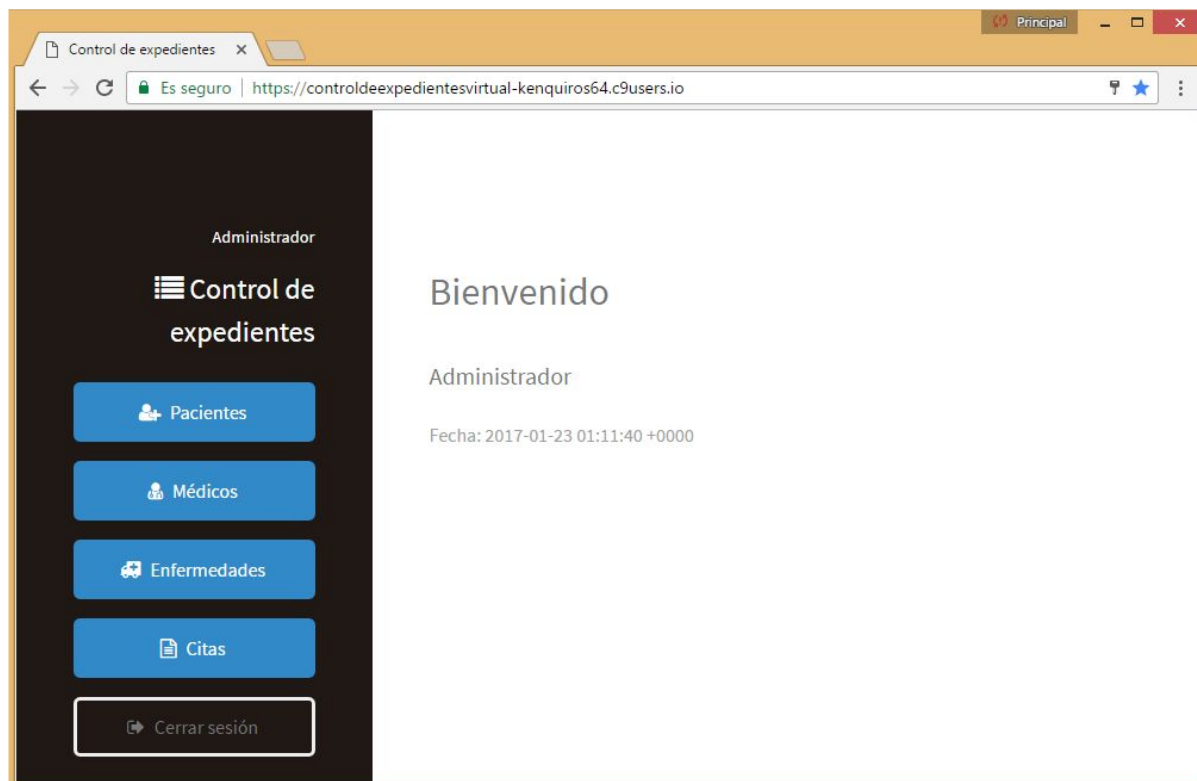 Principal
Control de expedientes
Es seguro | https://controldeexpedientesvirtual-kenquiros64.c9users.io
Administrador
Control de
expedientes
Pacientes
Médicos
Enfermedades
Citas
Cerrar sesión
Bienvenido
Administrador
Fecha: 2017-01-23 01:11:40 +0000